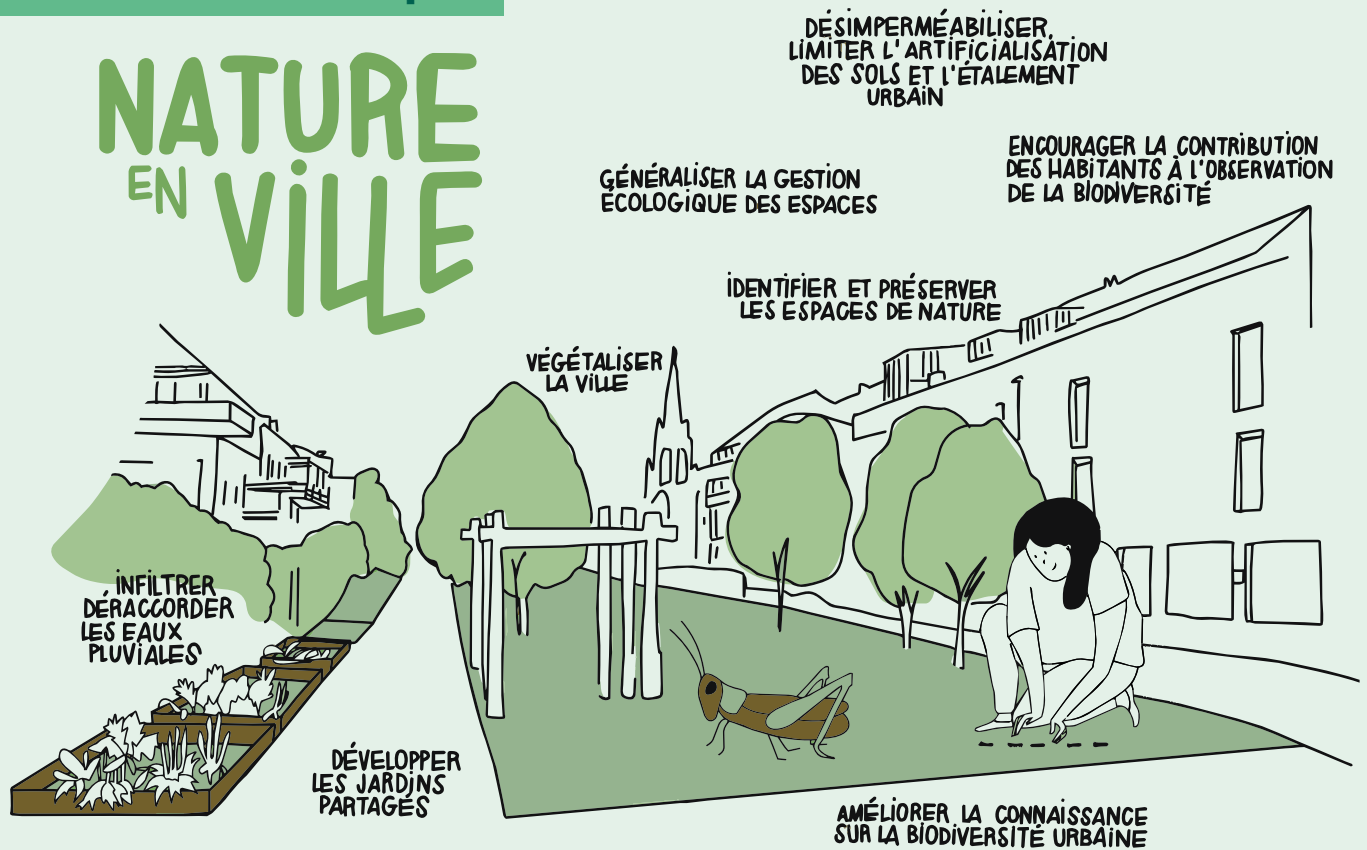 NATURE
EN VILLE
DÉSIMPERMÉABILISER,
LIMITER L'ARTIFICIALISATION
DES SOLS ET L'ÉTALEMENT
URBAIN
ENCOURAGER LA CONTRIBUTION
DES HABITANTS À L'OBSERVATION
DE LA BIODIVERSITÉ
GÉNÉRALISER LA GESTION
ÉCOLOGIQUE DES ESPACES
IDENTIFIER ET PRÉSERVER
LES ESPACES DE NATURE
VÉGÉTALISER
LA VILLE
INFILTRER
DÉRACCORDER
LES EAUX
PLUVIALES
DÉVELOPPER
LES JARDINS
PARTAGÉS
AMÉLIORER LA CONNAISSANCE
SUR LA BIODIVERSITÉ URBAINE